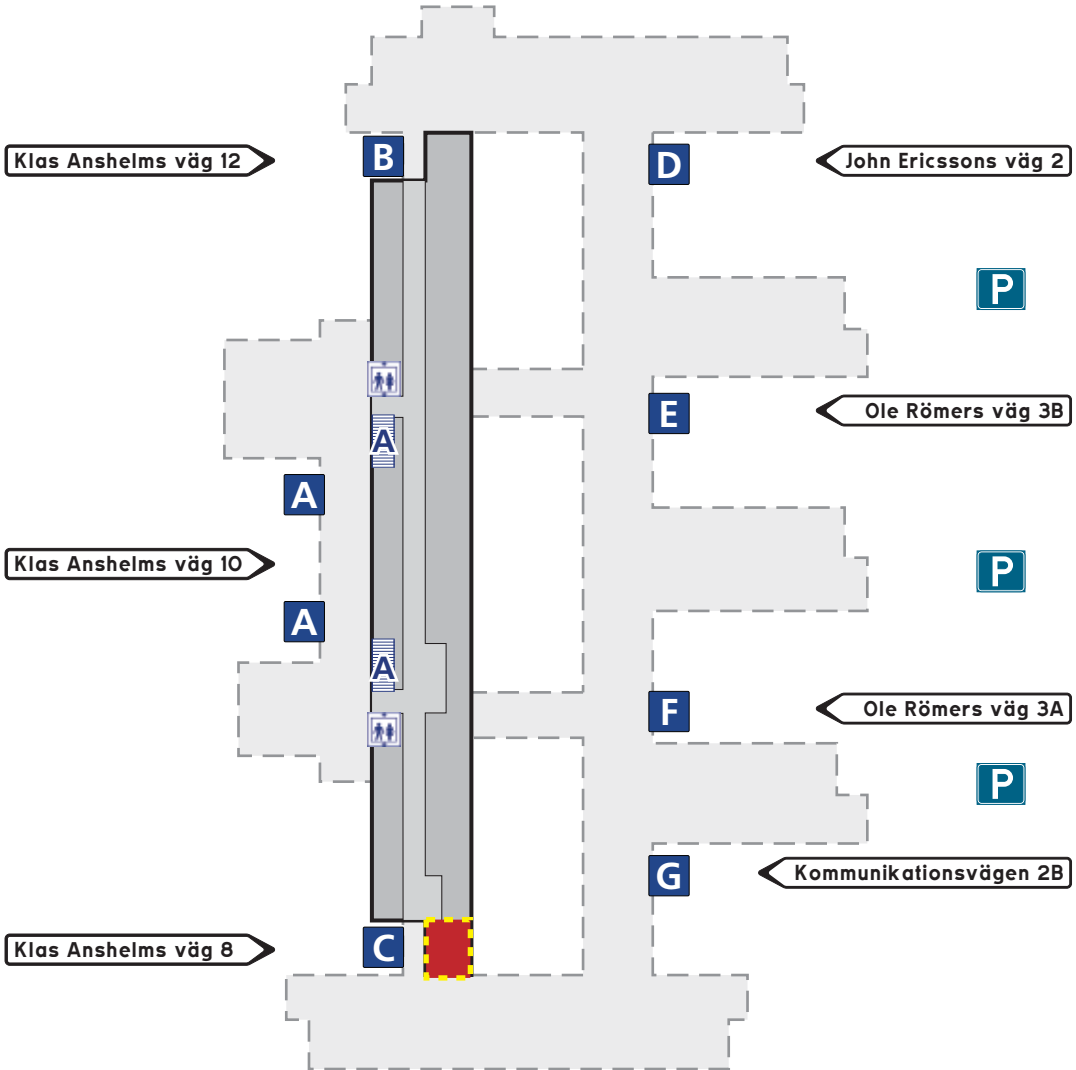 Klas Anshelms väg 12
B
D
John Ericssons väg 2
P
E
Ole Römers väg 3B
A
A
Klas Anshelms väg 10
P
A
A
F
Ole Römers väg 3A
P
G
Kommunikationsvägen 2B
Klas Anshelms väg 8
C